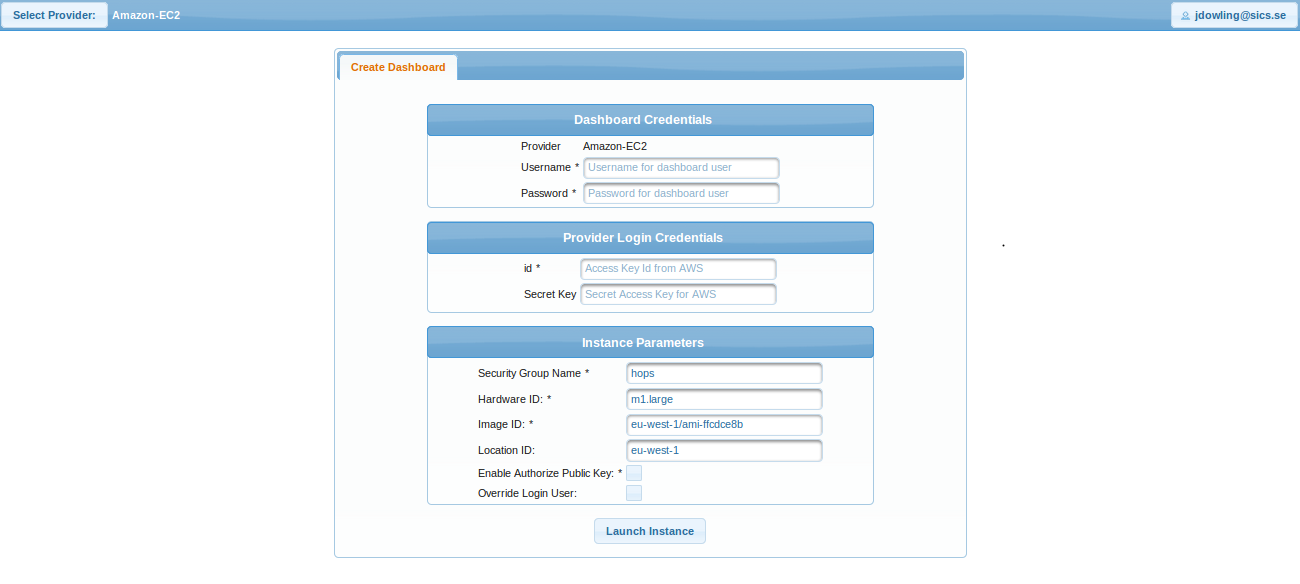 Select Provider: Amazon-EC2 jdowling@sics.se
Create Dashboard
Dashboard Credentials
Provider Amazon-EC2
Username * Username for dashboard user
Password * Password for dashboard user
Provider Login Credentials
id * Access Key Id from AWS
Secret Key Secret Access Key for AWS
Instance Parameters
Security Group Name * hops
Hardware ID: * m1.large
Image ID: * eu-west-1/ami-ffcdce8b
Location ID: eu-west-1
Enable Authorize Public Key: *
Override Login User:
Launch Instance